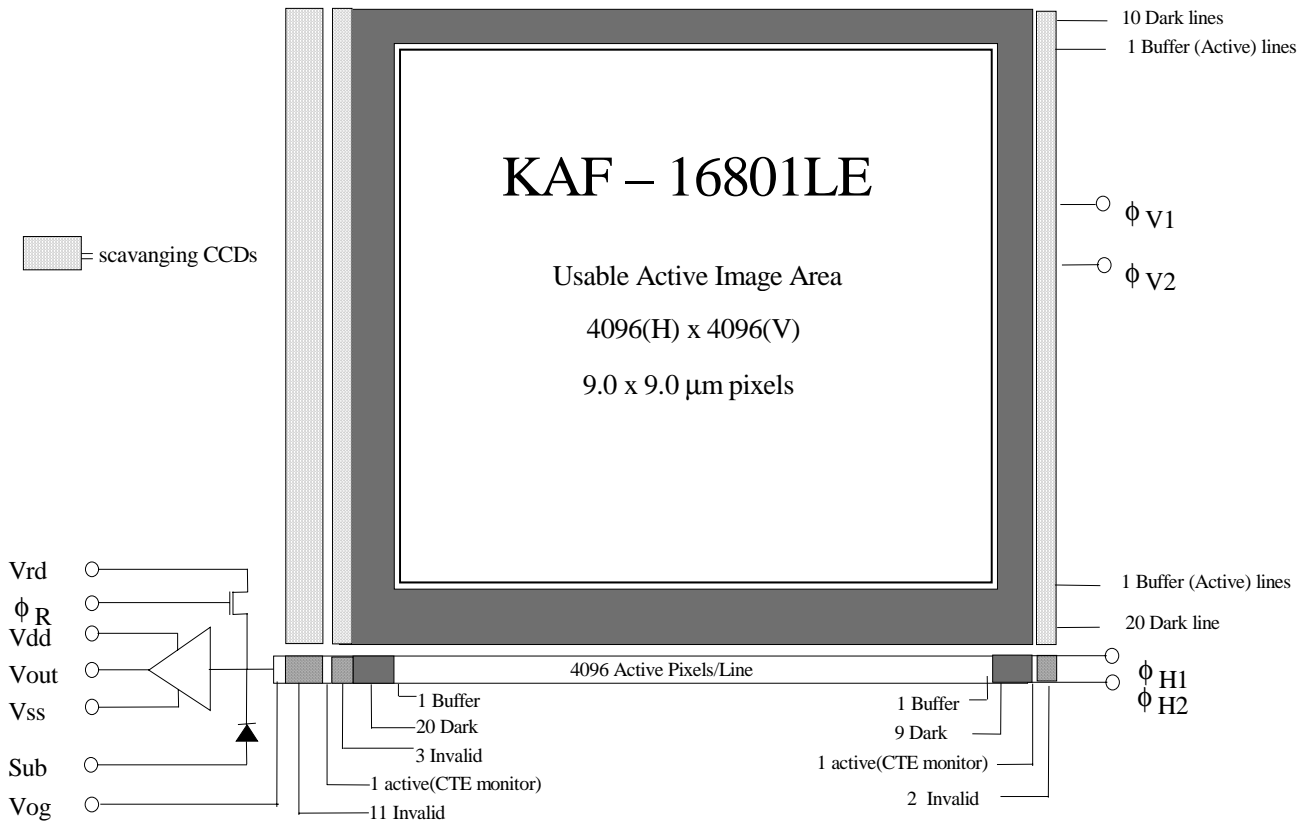 10 Dark lines
1 Buffer (Active) lines
KAF – 16801LE
ϕ V1
= scavanging CCDs
Usable Active Image Area
ϕ V2
4096(H) x 4096(V)
9.0 x 9.0 μm pixels
Vrd
1 Buffer (Active) lines
ϕ R
20 Dark line
Vdd
Vout
4096 Active Pixels/Line
ϕ H1
Vss
1 Buffer
1 Buffer
ϕ H2
20 Dark
9 Dark
3 Invalid
1 active(CTE monitor)
Sub
1 active(CTE monitor)
2 Invalid
Vog
11 Invalid